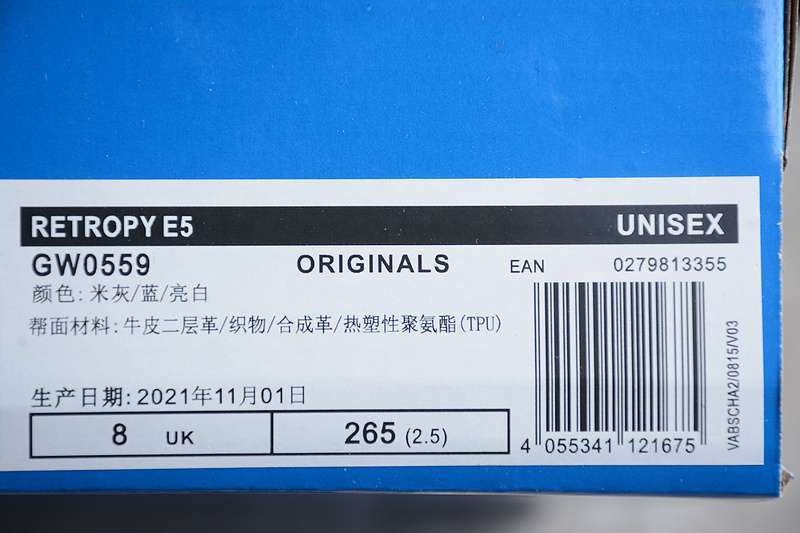 RETROPY E5 UNISEX
GW0559 ORIGINALS EAN 0279813355
颜色: 米灰/蓝/亮白
帮面材料: 牛皮二层革/织物/合成革/热塑性聚氨酯(TPU)
生产日期: 2021年11月01日
8 UK 265 (2.5)
4 055341 121675
VABSCHA2/0815/V03